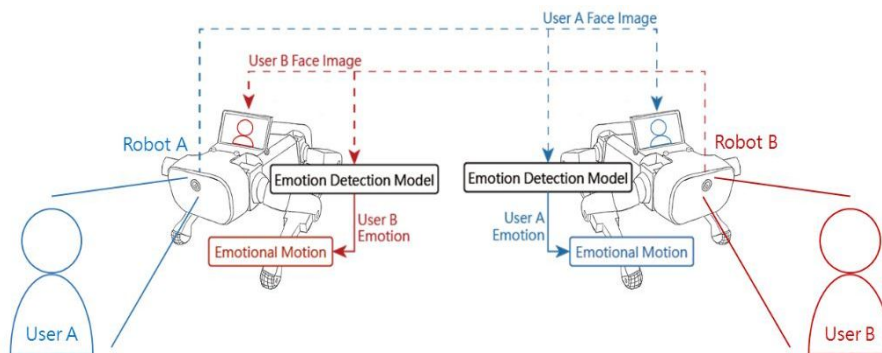 User A Face Image
User B Face Image
Robot A
Robot B
Emotion Detection Model
Emotion Detection Model
User B
Emotion
User A
Emotion
Emotional Motion
Emotional Motion
User A
User B